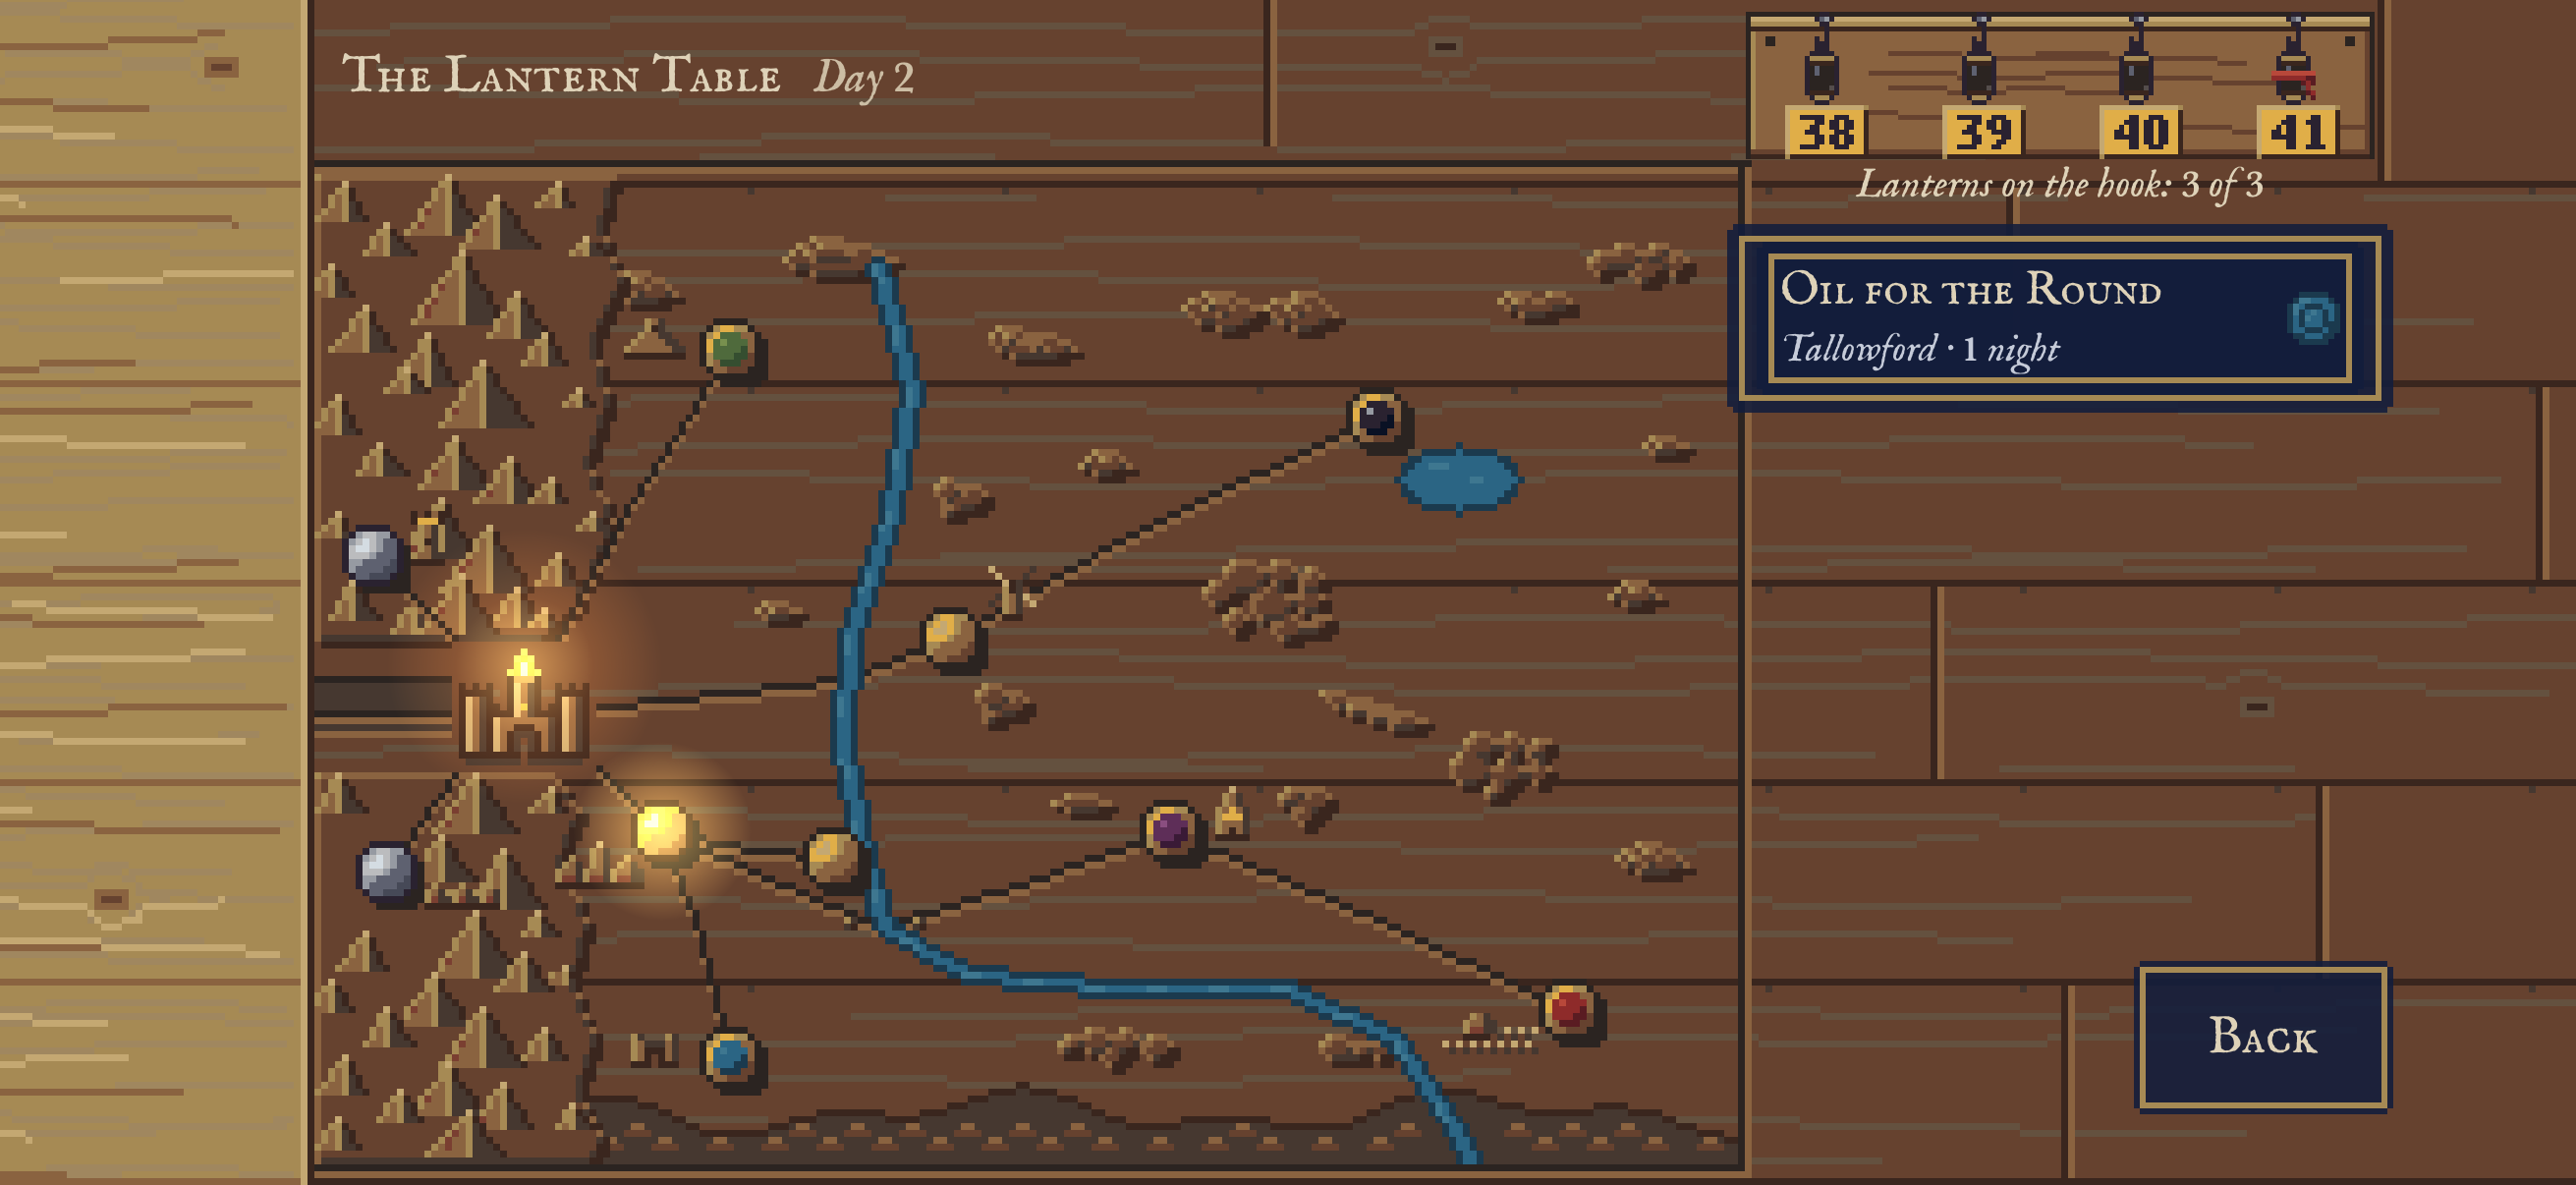 The Lantern Table Day 2
38 39 40 41
Lanterns on the hook: 3 of 3
Oil for the Round
Tallowford · 1 night
Back